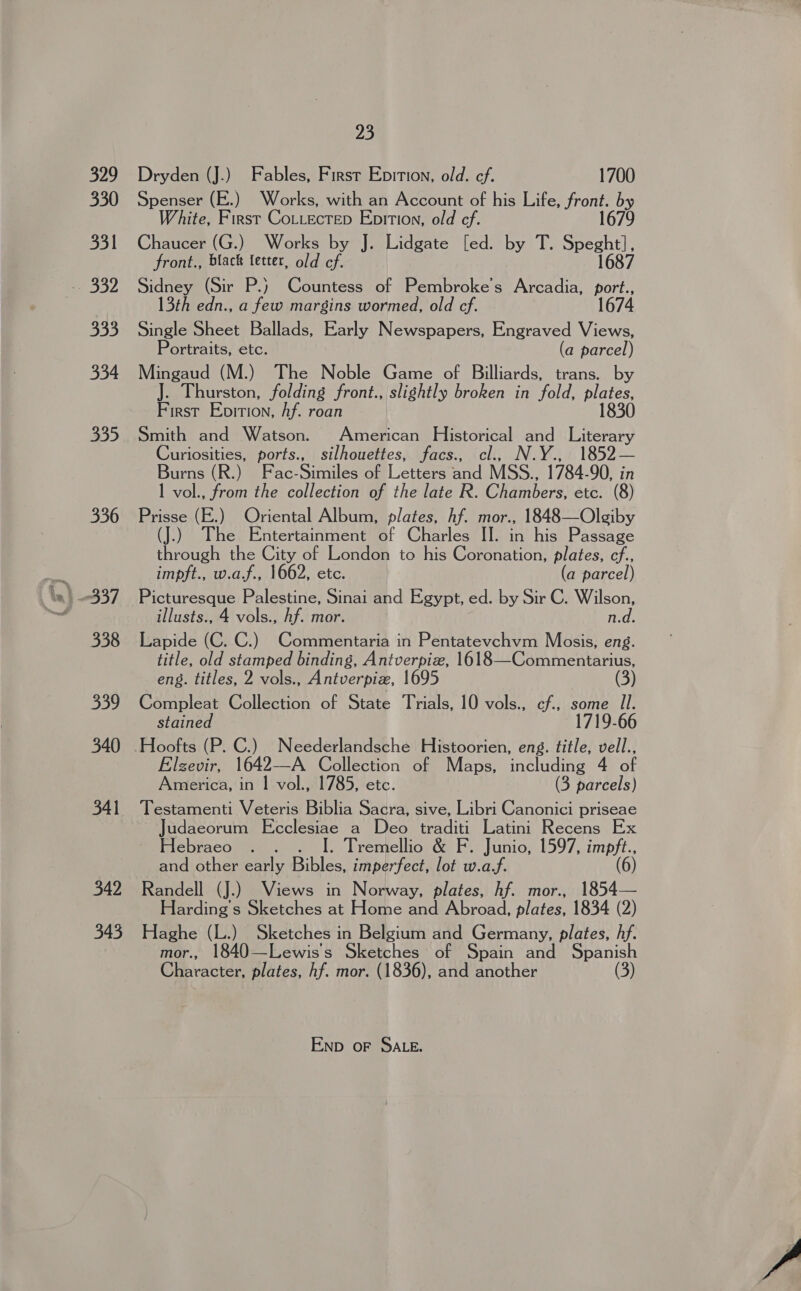 23
329 Dryden (J.) Fables, First Edition, old. cf. 1700
330 Spenser (E.) Works, with an Account of his Life, front. by
White, First Collected Edition, old cf. 1679
331 Chaucer (G.) Works by J. Lidgate [ed. by T. Speght],
front., black letter, old cf. 1687
332 Sidney (Sir P.) Countess of Pembroke's Arcadia, port.,
13th edn., a few margins wormed, old cf. 1674
333 Single Sheet Ballads, Early Newspapers, Engraved Views,
Portraits, etc. (a parcel)
334 Mingaud (M.) The Noble Game of Billiards, trans. by
J. Thurston, folding front., slightly broken in fold, plates,
First Edition, hf. roan 1830
335 Smith and Watson. American Historical and Literary
Curiosities, ports., silhouettes, facs., cl., N.Y., 1852—
Burns (R.) Fac-Similes of Letters and MSS., 1784-90, in
1 vol., from the collection of the late R. Chambers, etc. (8)
336 Prisse (E.) Oriental Album, plates, hf. mor., 1848—Olgiby
(J.) The Entertainment of Charles II. in his Passage
through the City of London to his Coronation, plates, cf.,
impft., w.a.f., 1662, etc. (a parcel)
337 Picturesque Palestine, Sinai and Egypt, ed. by Sir C. Wilson,
illusts., 4 vols., hf. mor. n.d.
338 Lapide (C. C.) Commentaria in Pentatevchvm Mosis, eng.
title, old stamped binding, Antverpiæ, 1618—Commentarius,
eng. titles, 2 vols., Antverpiæ, 1695 (3)
339 Compleat Collection of State Trials, 10 vols., cf., some ll.
stained 1719-66
340 Hoofts (P. C.) Neederlandsche Histoorien, eng. title, vell.,
Elzevir, 1642—A Collection of Maps, including 4 of
America, in 1 vol., 1785, etc. (3 parcels)
341 Testamenti Veteris Biblia Sacra, sive, Libri Canonici priseae
Judaeorum Ecclesiae a Deo traditi Latini Recens Ex
Hebraeo . . . I. Tremellio & F. Junio, 1597, impft.,
and other early Bibles, imperfect, lot w.a.f. (6)
342 Randell (J.) Views in Norway, plates, hf. mor., 1854—
Harding's Sketches at Home and Abroad, plates, 1834 (2)
343 Haghe (L.) Sketches in Belgium and Germany, plates, hf.
mor., 1840—Lewis's Sketches of Spain and Spanish
Character, plates, hf. mor. (1836), and another (3)
End of Sale.